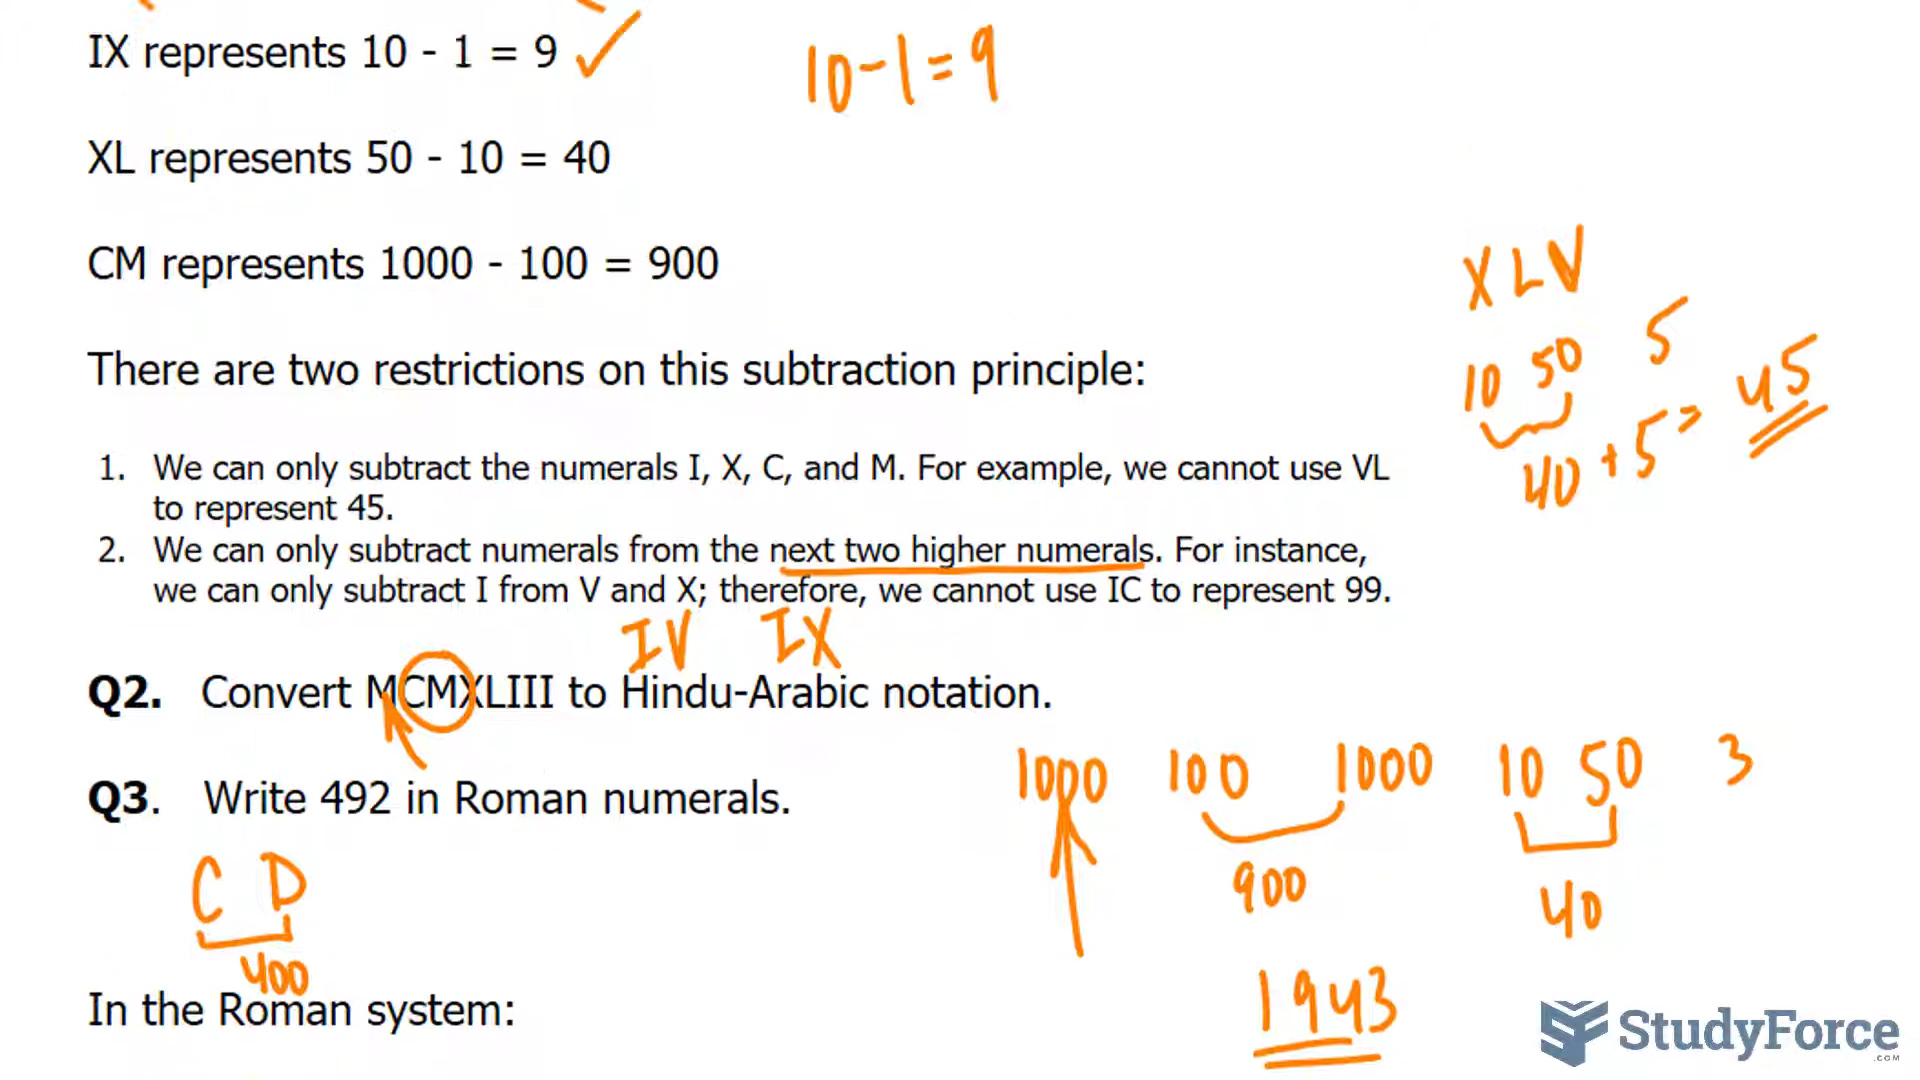 IX represents 10 - 1 = 9
10-1=9
XL represents 50 - 10 = 40
CM represents 1000 - 100 = 900
There are two restrictions on this subtraction principle:
XLV
10 50 5
40 + 5 = 45
1. We can only subtract the numerals I, X, C, and M. For example, we cannot use VL
to represent 45.
2. We can only subtract numerals from the next two higher numerals. For instance,
we can only subtract I from V and X; therefore, we cannot use IC to represent 99.
IV IX
Q2. Convert MCMXLIII to Hindu-Arabic notation.
1000 100 1000 10 50 3
Q3. Write 492 in Roman numerals.
900 40
C D
400
1943
In the Roman system:
StudyForce
.COM